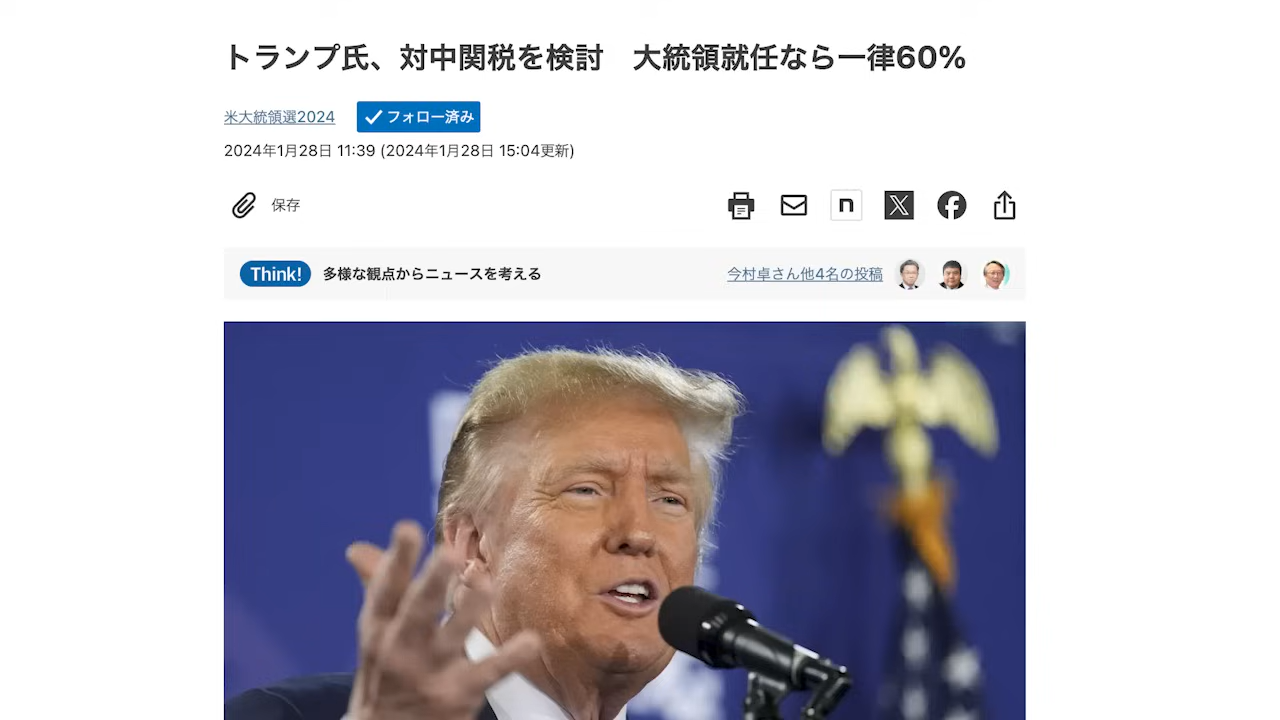 トランプ氏、対中関税を検討　大統領就任なら一律60%
米大統領選2024 フォロー済み
2024年1月28日 11:39 (2024年1月28日 15:04更新)
保存
n
Think! 多様な観点からニュースを考える 今村卓さん他4名の投稿